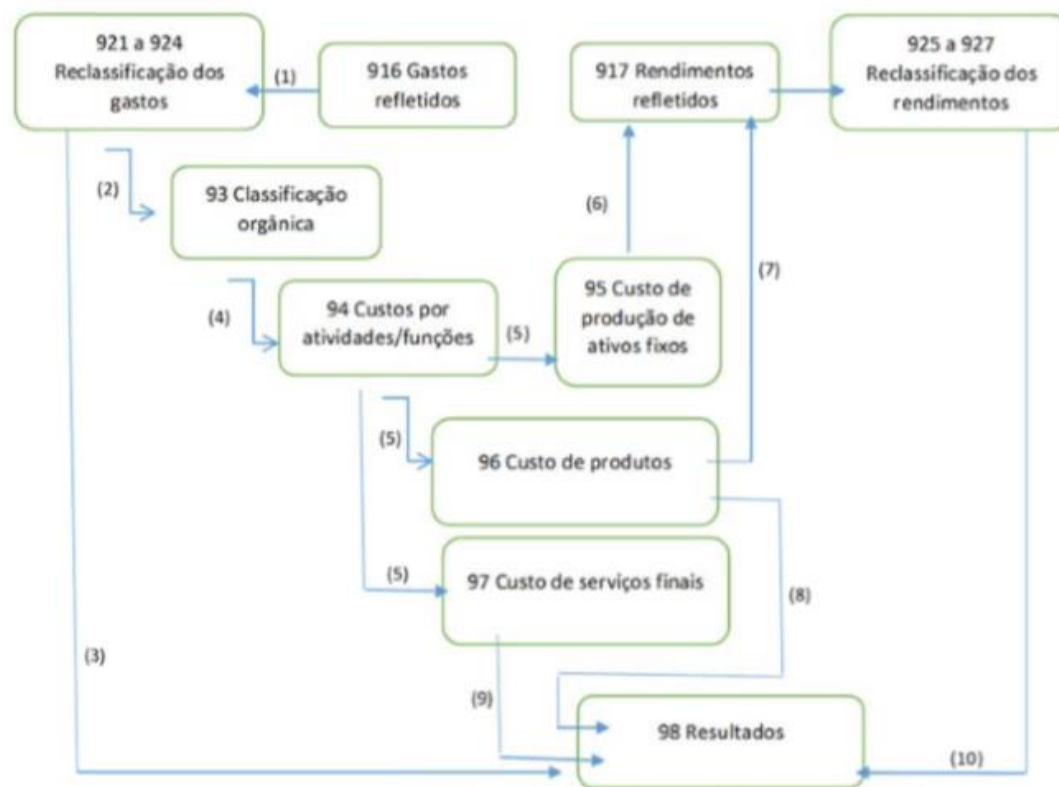 921 a 924
Reclassificação dos
gastos
(1)
916 Gastos
refletidos
917 Rendimentos
refletidos
925 a 927
Reclassificação dos
rendimentos
(2)
93 Classificação
orgânica
(6)
(7)
(4)
94 Custos por
atividades/funções
(5)
95 Custo de
produção de
ativos fixos
(5)
96 Custo de produtos
(5)
97 Custo de serviços finais
(8)
(3)
(9)
98 Resultados
(10)